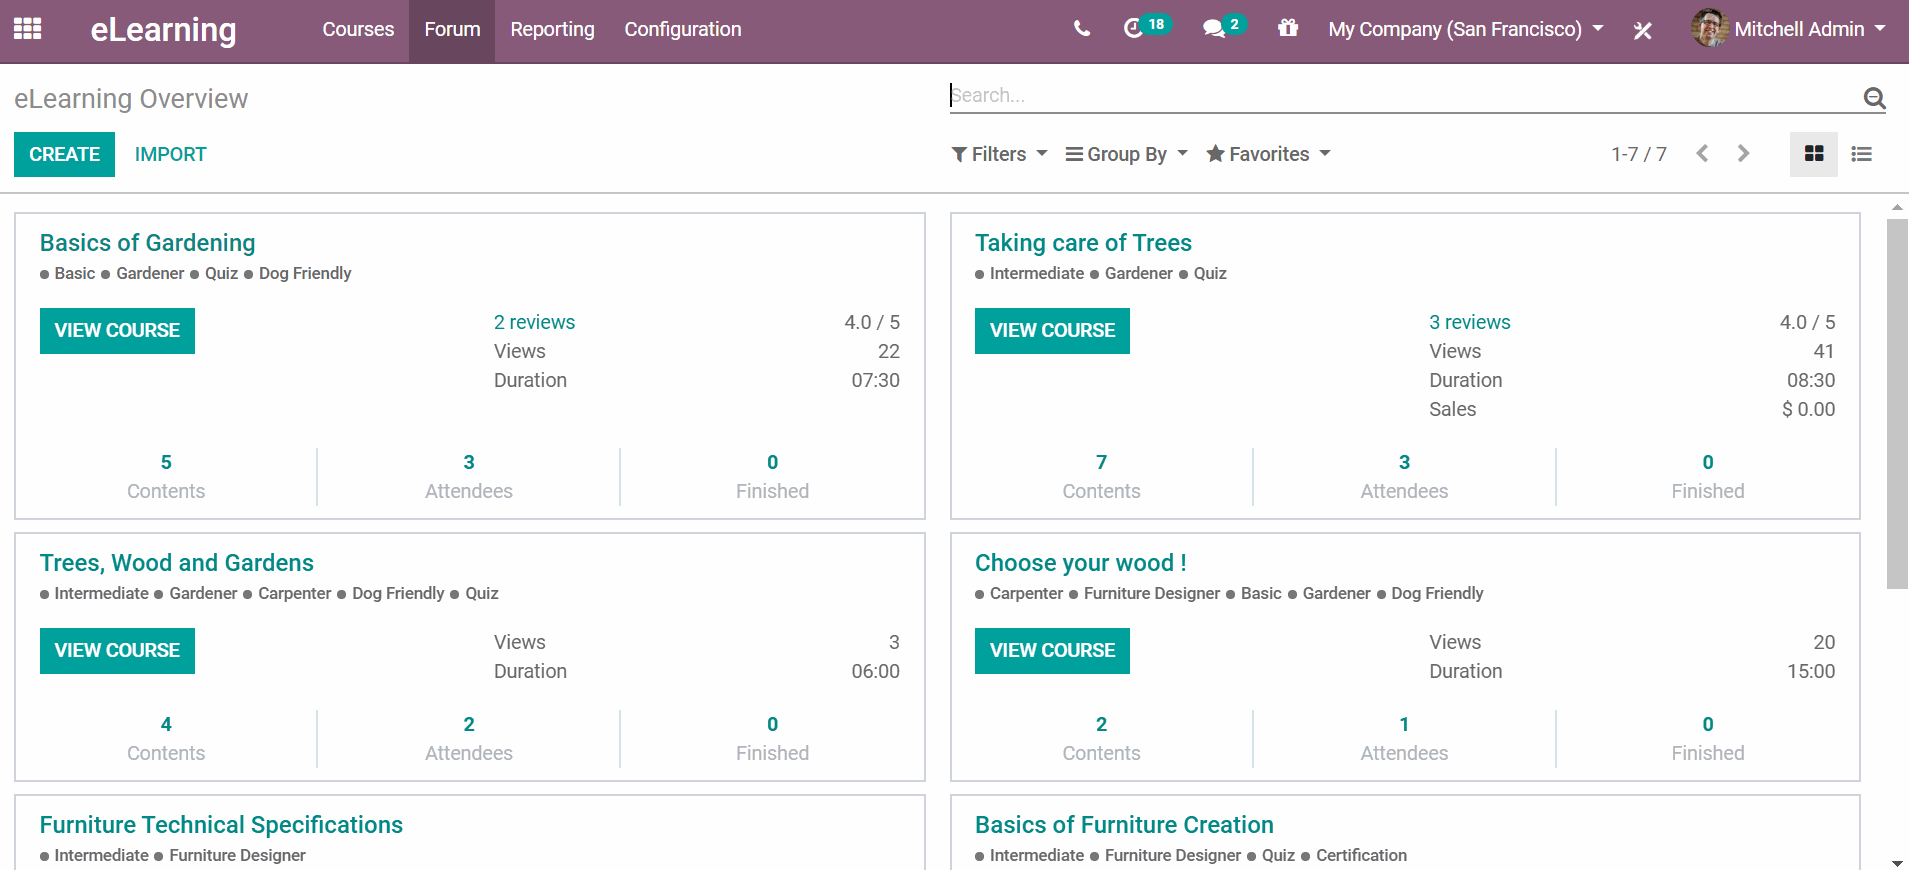 eLearning Courses Forum Reporting Configuration 18 2 My Company (San Francisco) Mitchell Admin
eLearning Overview Search...
CREATE IMPORT Filters Group By Favorites 1-7 / 7
Basics of Gardening
Basic Gardener Quiz Dog Friendly
VIEW COURSE
2 reviews 4.0 / 5
Views 22
Duration 07:30
5 3 0
Contents Attendees Finished
Taking care of Trees
Intermediate Gardener Quiz
VIEW COURSE
3 reviews 4.0 / 5
Views 41
Duration 08:30
Sales $ 0.00
7 3 0
Contents Attendees Finished
Trees, Wood and Gardens
Intermediate Gardener Carpenter Dog Friendly Quiz
VIEW COURSE
Views 3
Duration 06:00
4 2 0
Contents Attendees Finished
Choose your wood !
Carpenter Furniture Designer Basic Gardener Dog Friendly
VIEW COURSE
Views 20
Duration 15:00
2 1 0
Contents Attendees Finished
Furniture Technical Specifications
Intermediate Furniture Designer
Basics of Furniture Creation
Intermediate Furniture Designer Quiz Certification